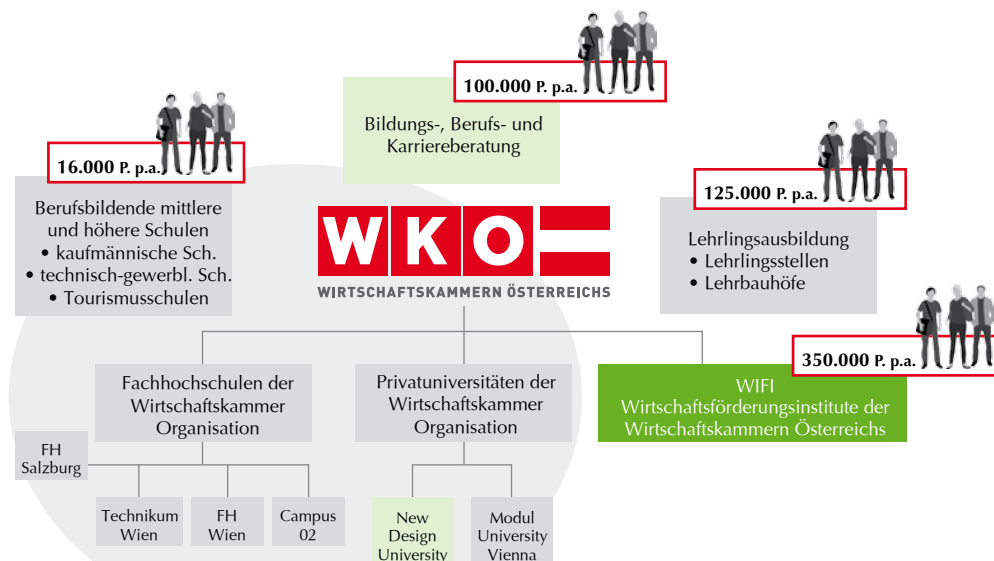 100.000 P. p.a.
Bildungs-, Berufs- und
Karriereberatung
16.000 P. p.a.
Berufsbildende mittlere
und höhere Schulen
• kaufmännische Sch.
• technisch-gewerbl. Sch.
• Tourismusschulen
125.000 P. p.a.
Lehrlingsausbildung
• Lehrlingsstellen
• Lehrbauhöfe
WKO
WIRTSCHAFTSKAMMERN ÖSTERREICHS
350.000 P. p.a.
Fachhochschulen der
Wirtschaftskammer
Organisation
Privatuniversitäten der
Wirtschaftskammer
Organisation
WIFI
Wirtschaftsförderungsinstitute der
Wirtschaftskammern Österreichs
FH
Salzburg
Technikum
Wien
FH
Wien
Campus
02
New
Design
University
Modul
University
Vienna